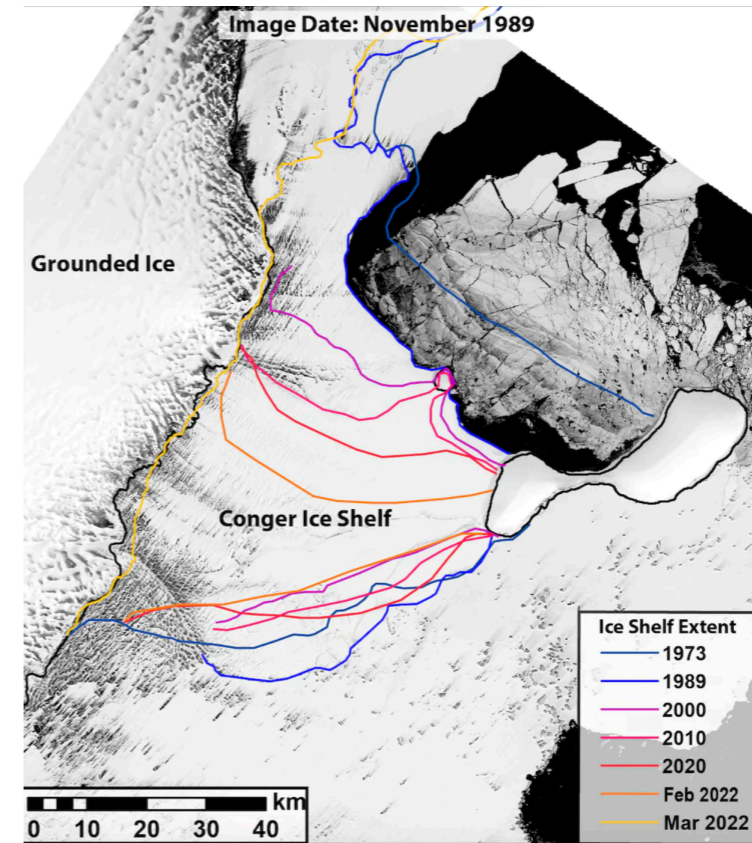 Image Date: November 1989
Grounded Ice
Conger Ice Shelf
Ice Shelf Extent
1973
1989
2000
2010
2020
Feb 2022
Mar 2022
km
0 10 20 30 40